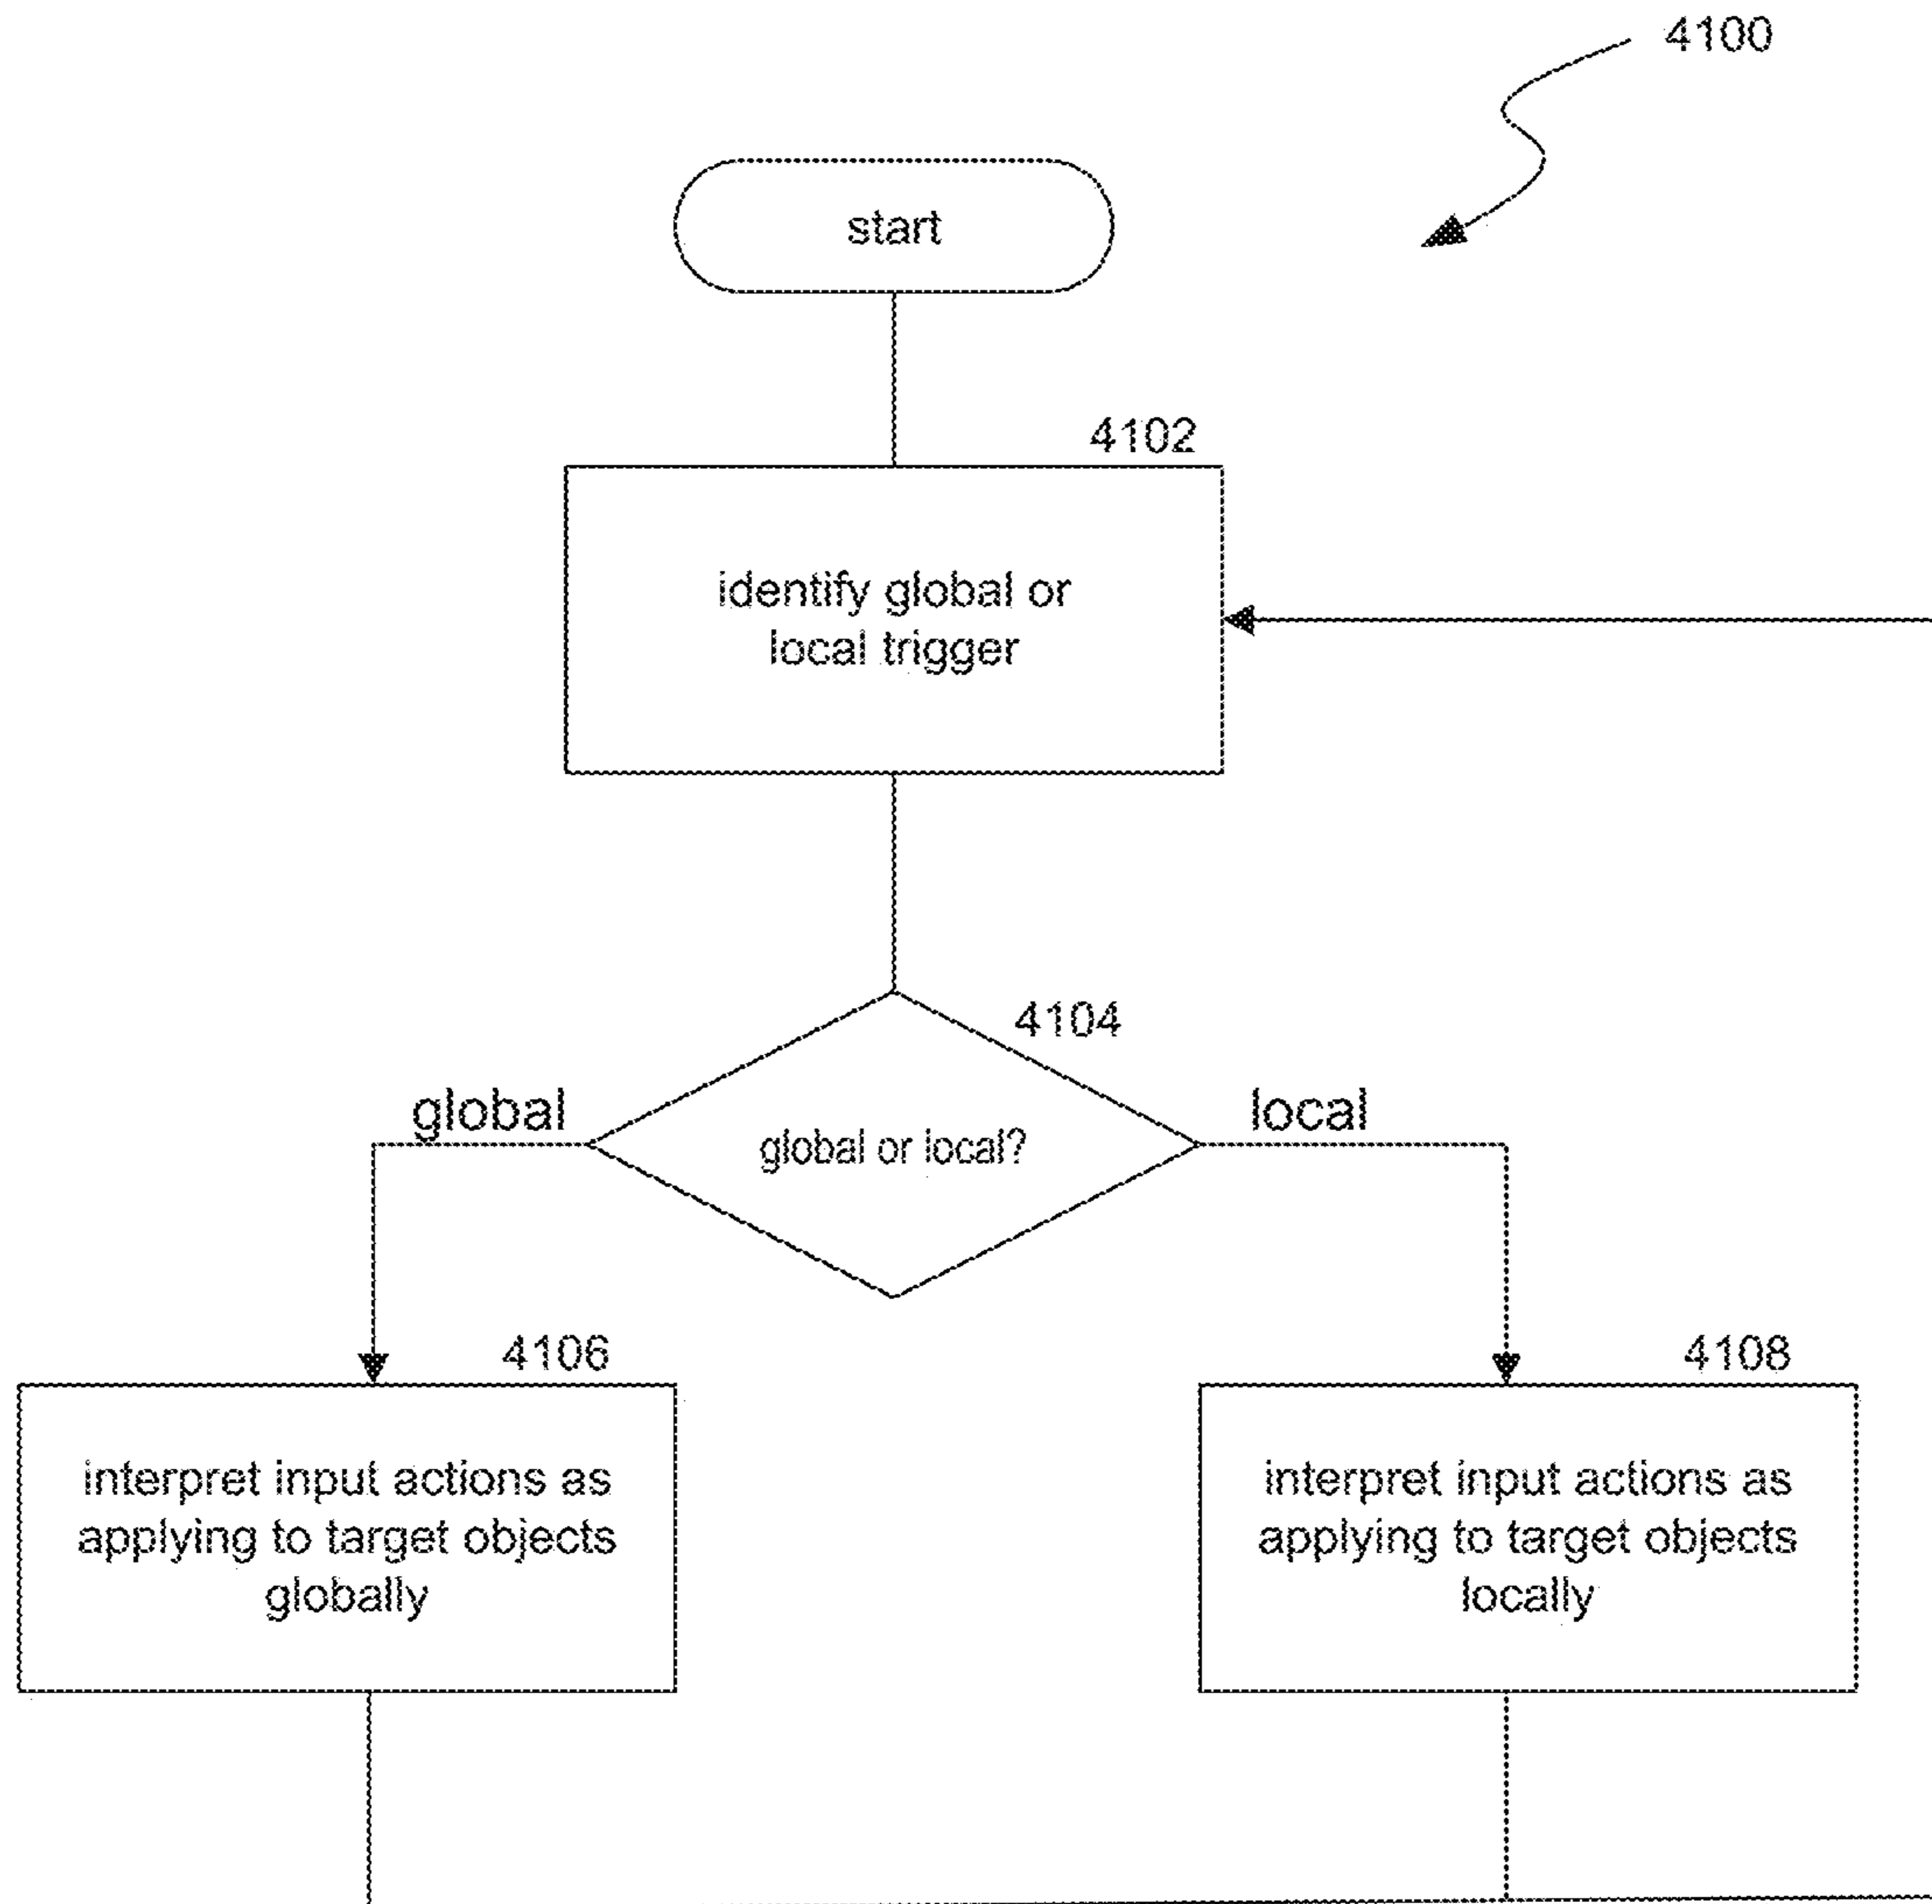 4100
start
4102
identify global or
local trigger
4104
global
global or local?
local
4106
interpret input actions as
applying to target objects
globally
4108
interpret input actions as
applying to target objects
locally